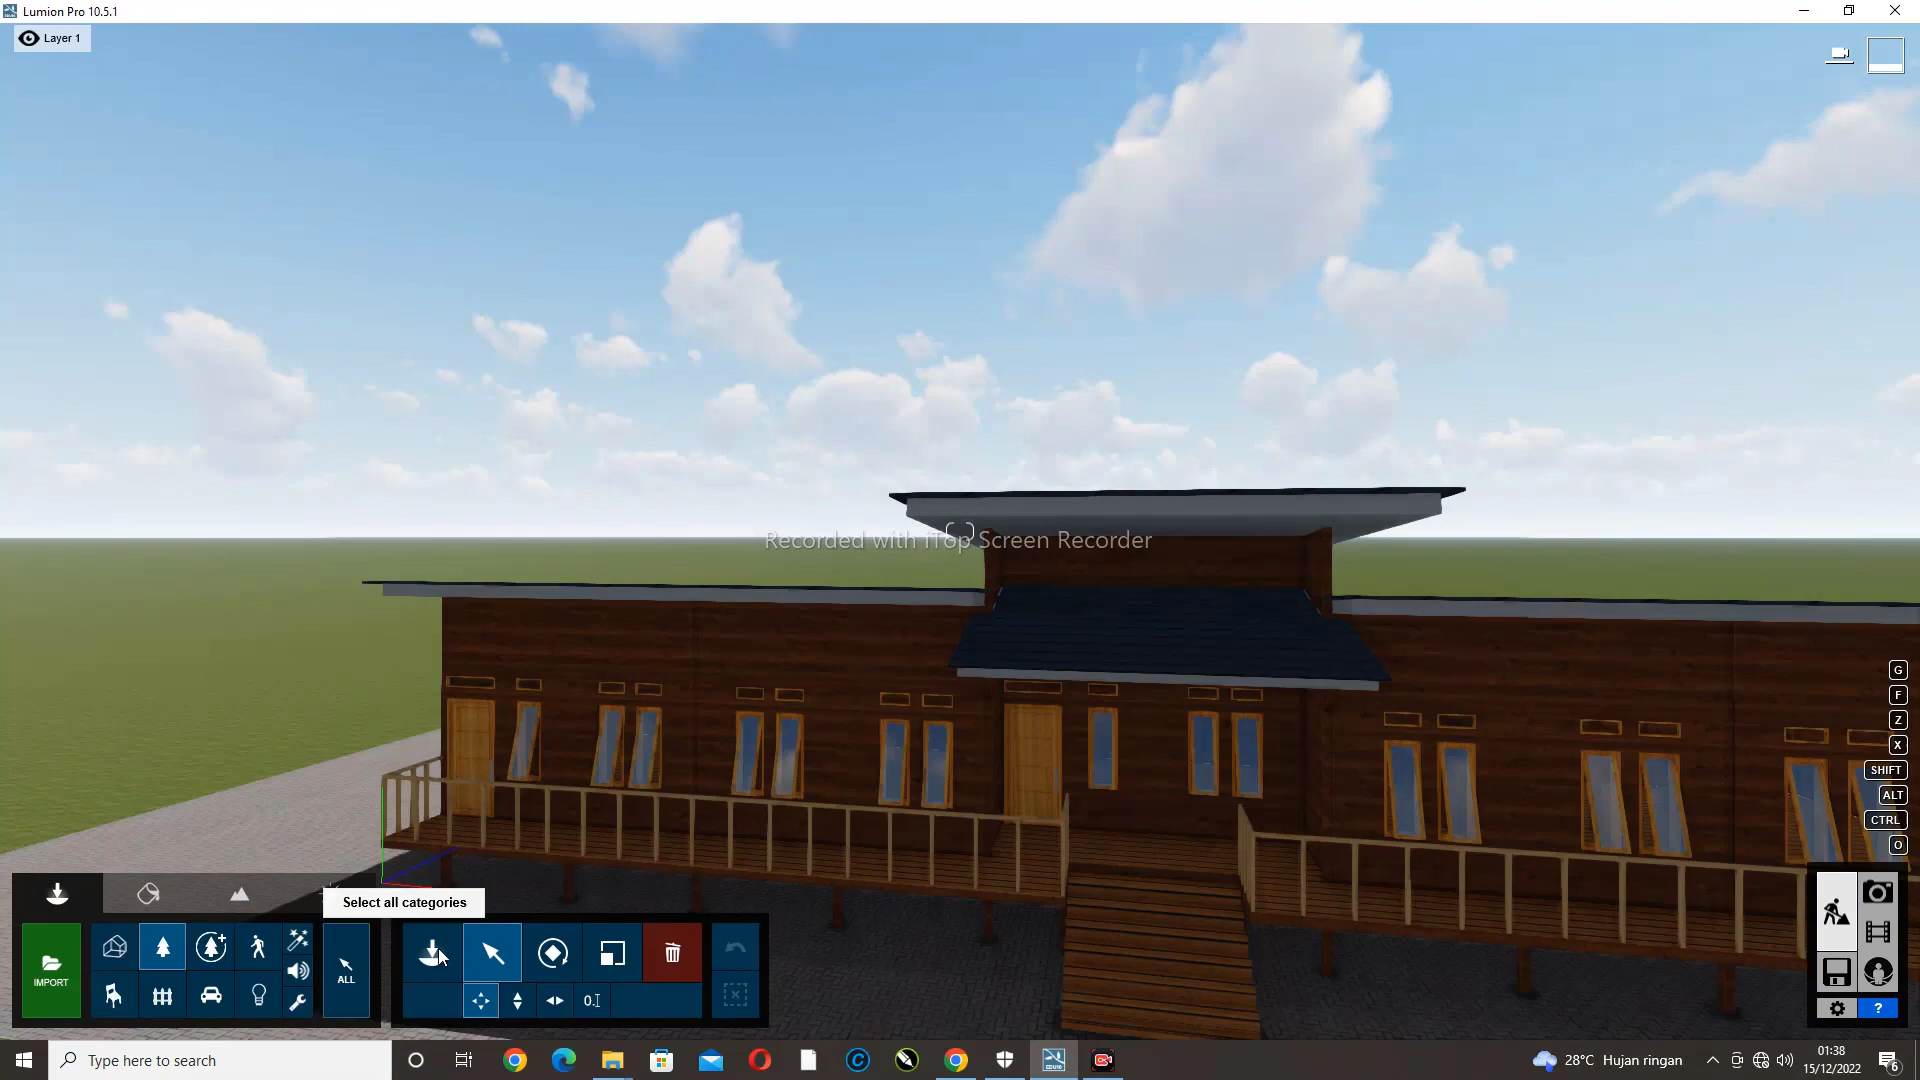 Lumion Pro 10.5.1
Layer 1
Recorded with iTop Screen Recorder
G
F
Z
X
SHIFT
ALT
CTRL
O
Select all categories
IMPORT
ALL
?
Type here to search
28°C Hujan ringan
01:38
15/12/2022
6